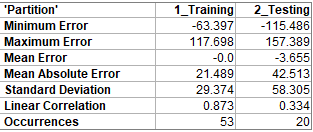 'Partition' 1_Training 2_Testing
Minimum Error -63.397 -115.486
Maximum Error 117.698 157.389
Mean Error -0.0 -3.655
Mean Absolute Error 21.489 42.513
Standard Deviation 29.374 58.305
Linear Correlation 0.873 0.334
Occurrences 53 20